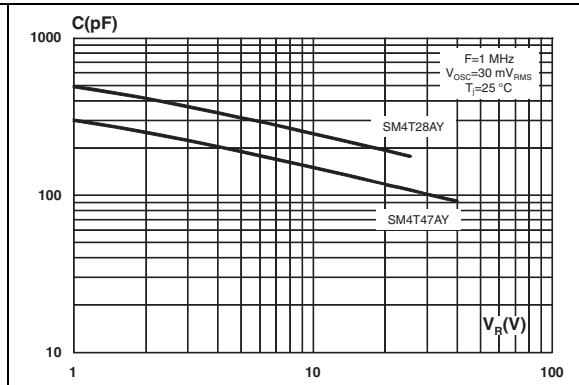 C(pF)
1000
F=1 MHz
VOSC=30 mVRMS
Tj=25 °C
SM4T28AY
100
SM4T47AY
VR(V)
10
1
10
100